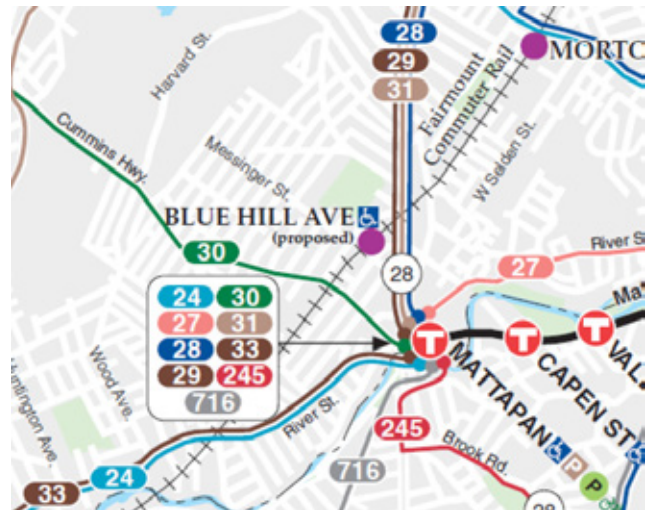 28
29
31
MORTO
Harvard St.
Fairmount
Commuter Rail
Cummins Hwy.
Messinger St.
W Selden St.
BLUE HILL AVE
(proposed)
30
28
27
River St
24 30
27 31
28 33
29 245
716
Ma
T
T
T
MATTAPAN
CAPEN ST
VAL
P
P
Wood Ave.
Huntington Ave.
River St.
245
Brook Rd.
716
24
33
28